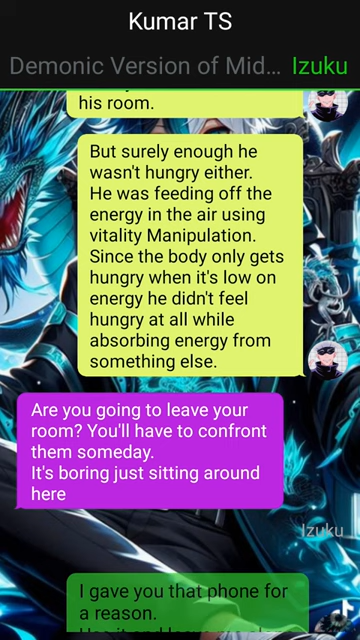 Kumar TS
Demonic Version of Mid... Izuku
his room.
But surely enough he
wasn't hungry either.
He was feeding off the
energy in the air using
vitality Manipulation.
Since the body only gets
hungry when it's low on
energy he didn't feel
hungry at all while
absorbing energy from
something else.
Are you going to leave your
room? You'll have to confront
them someday.
It's boring just sitting around
here
Izuku
I gave you that phone for
a reason.